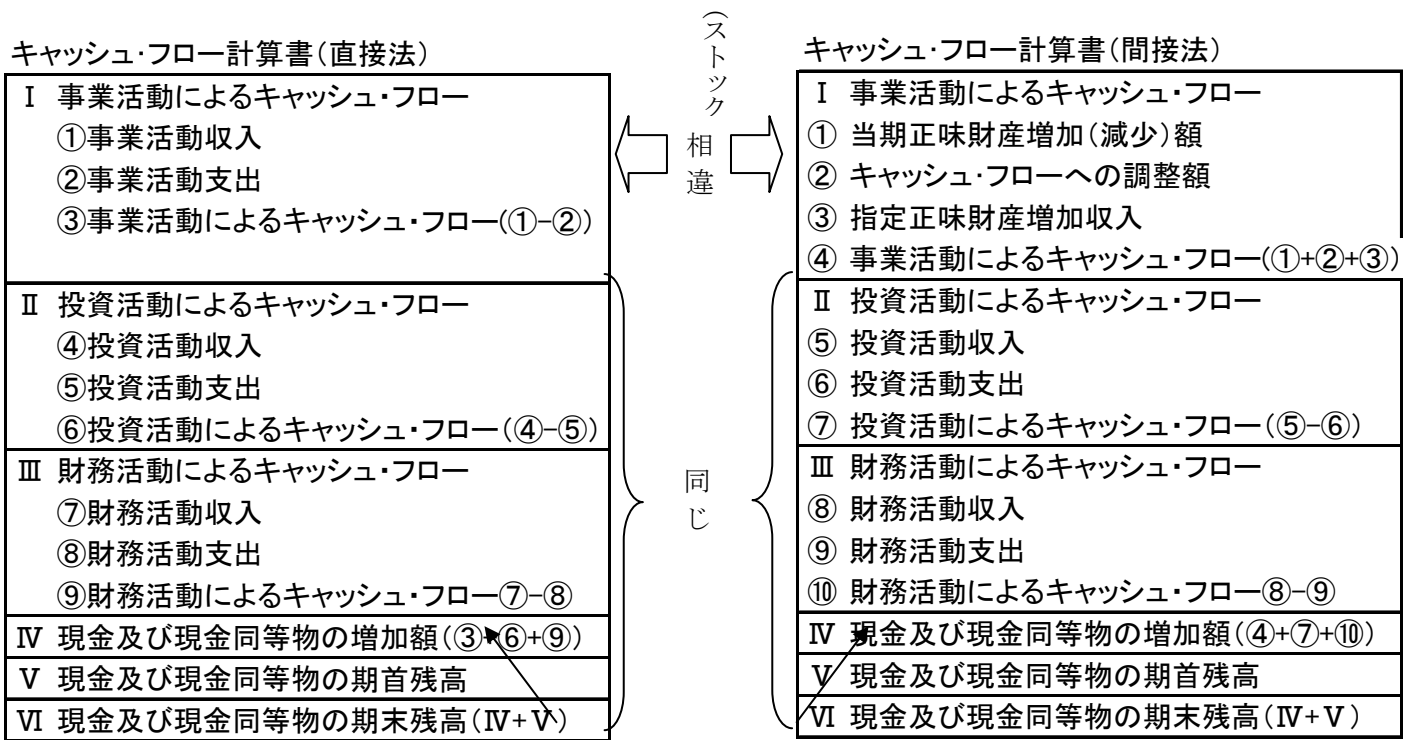 キャッシュ・フロー計算書(直接法)
Ⅰ 事業活動によるキャッシュ・フロー
①事業活動収入
②事業活動支出
③事業活動によるキャッシュ・フロー(①-②)
Ⅱ 投資活動によるキャッシュ・フロー
④投資活動収入
⑤投資活動支出
⑥投資活動によるキャッシュ・フロー(④-⑤)
Ⅲ 財務活動によるキャッシュ・フロー
⑦財務活動収入
⑧財務活動支出
⑨財務活動によるキャッシュ・フロー⑦-⑧
Ⅳ 現金及び現金同等物の増加額(③+⑥+⑨)
Ⅴ 現金及び現金同等物の期首残高
Ⅵ 現金及び現金同等物の期末残高(Ⅳ+Ⅴ)
(ストツク
相違
同じ
キャッシュ・フロー計算書(間接法)
Ⅰ 事業活動によるキャッシュ・フロー
① 当期正味財産増加(減少)額
② キャッシュ・フローへの調整額
③ 指定正味財産増加収入
④ 事業活動によるキャッシュ・フロー(①+②+③)
Ⅱ 投資活動によるキャッシュ・フロー
⑤ 投資活動収入
⑥ 投資活動支出
⑦ 投資活動によるキャッシュ・フロー(⑤-⑥)
Ⅲ 財務活動によるキャッシュ・フロー
⑧ 財務活動収入
⑨ 財務活動支出
⑩ 財務活動によるキャッシュ・フロー⑧-⑨
Ⅳ 現金及び現金同等物の増加額(④+⑦+⑩)
Ⅴ 現金及び現金同等物の期首残高
Ⅵ 現金及び現金同等物の期末残高(Ⅳ+Ⅴ)